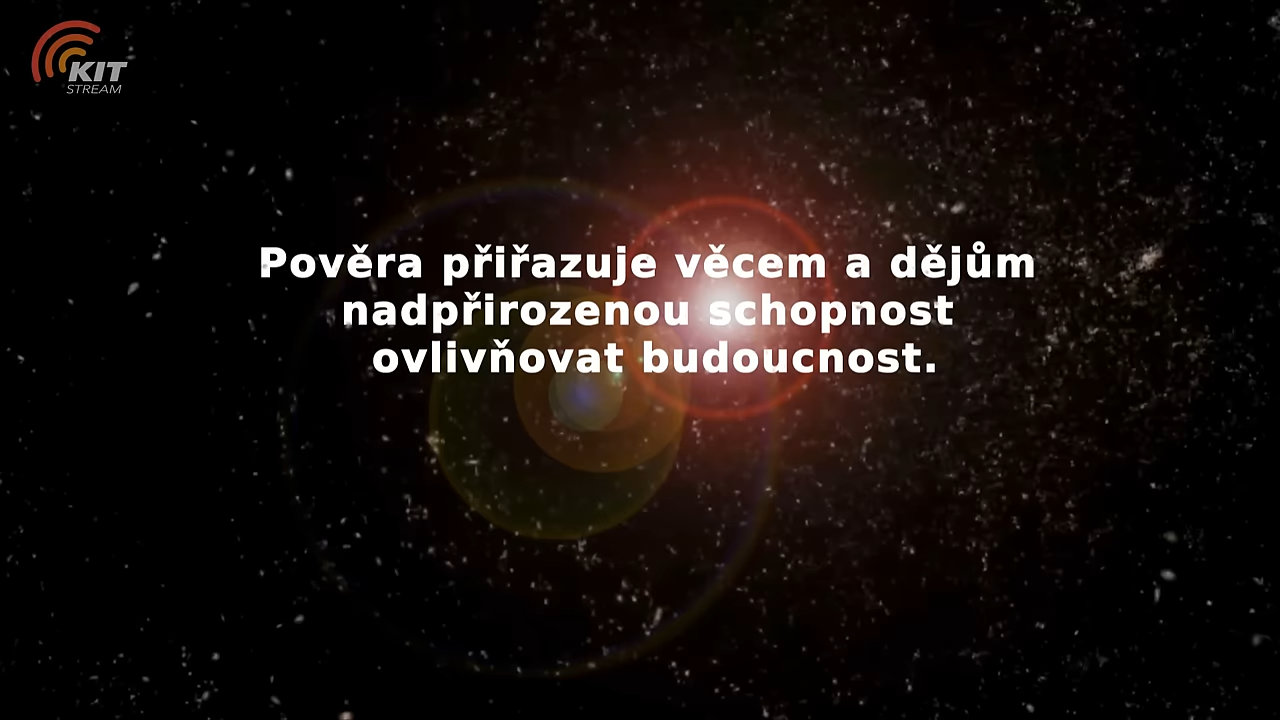 KIT
STREAM
Pověra přiřazuje věcem a dějům
nadpřirozenou schopnost
ovlivňovat budoucnost.